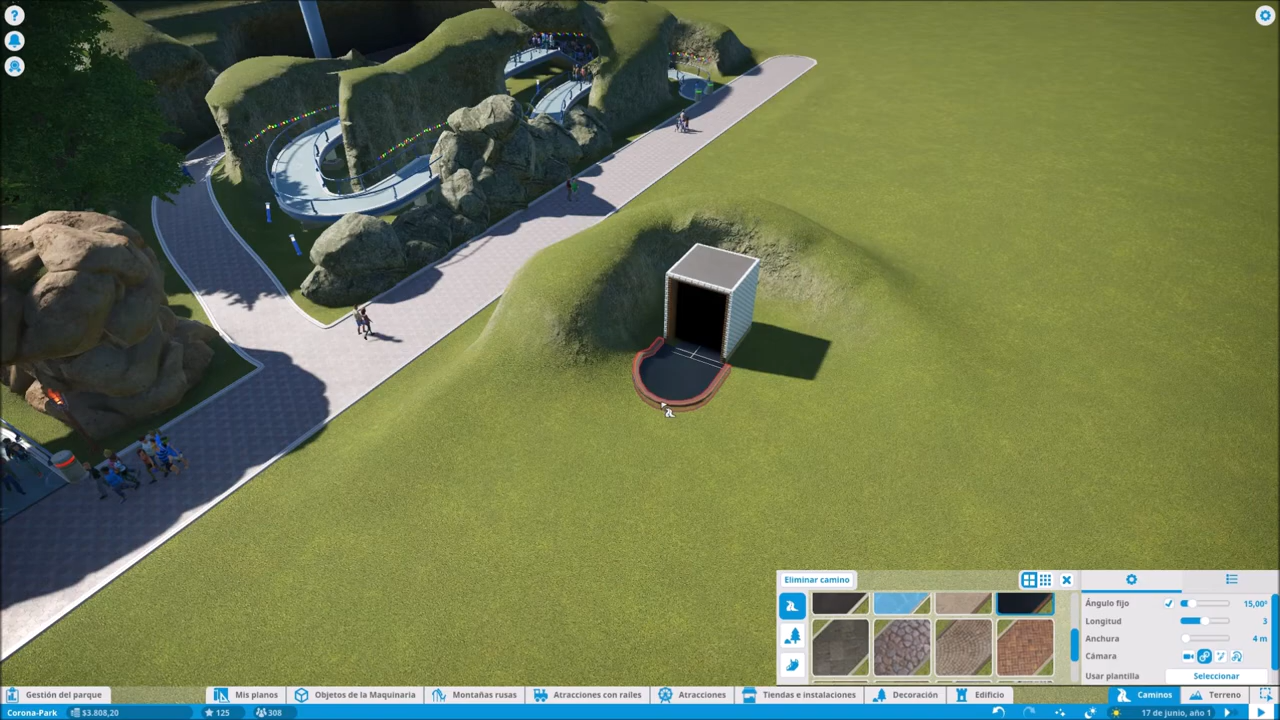 ?
Eliminar camino
Ángulo fijo 15,00°
Longitud 3
Anchura 4 m
Cámara
Usar plantilla Seleccionar
Gestión del parque Mis planos Objetos de la Maquinaria Montañas rusas Atracciones con raíles Atracciones Tiendas e instalaciones Decoración Edificio Caminos Terreno
Corona-Park $3.808,20 125 308 17 de junio, año 1